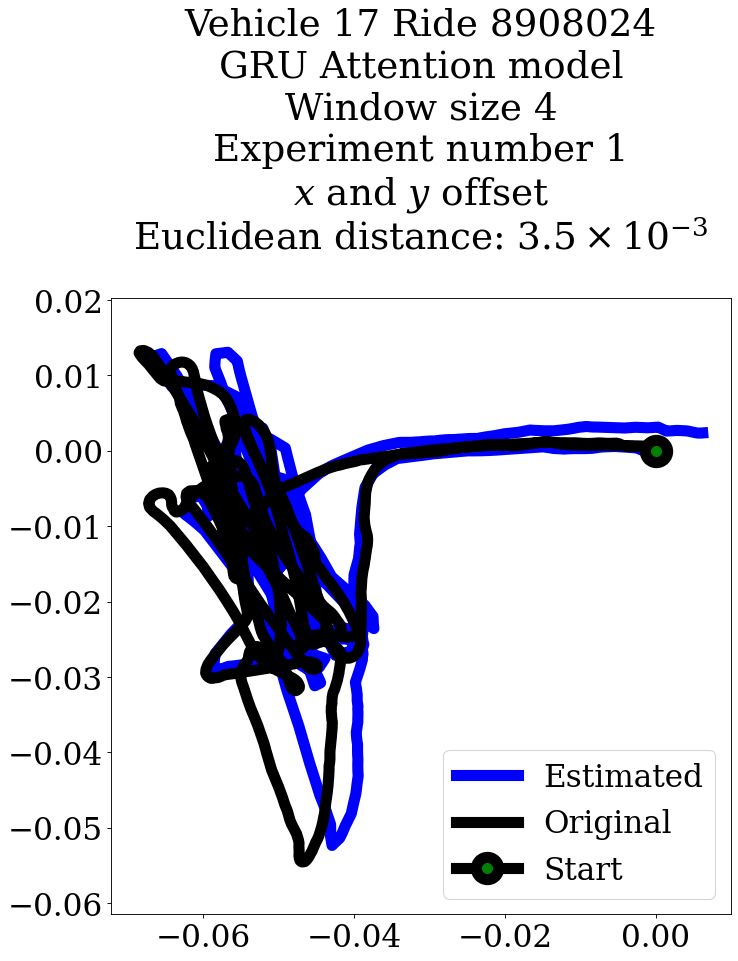 Vehicle 17 Ride 8908024
GRU Attention model
Window size 4
Experiment number 1
x and y offset
Euclidean distance: 3.5 × 10⁻³
0.02
0.01
0.00
−0.01
−0.02
−0.03
−0.04
−0.05
−0.06
Estimated
Original
Start
−0.06 −0.04 −0.02 0.00